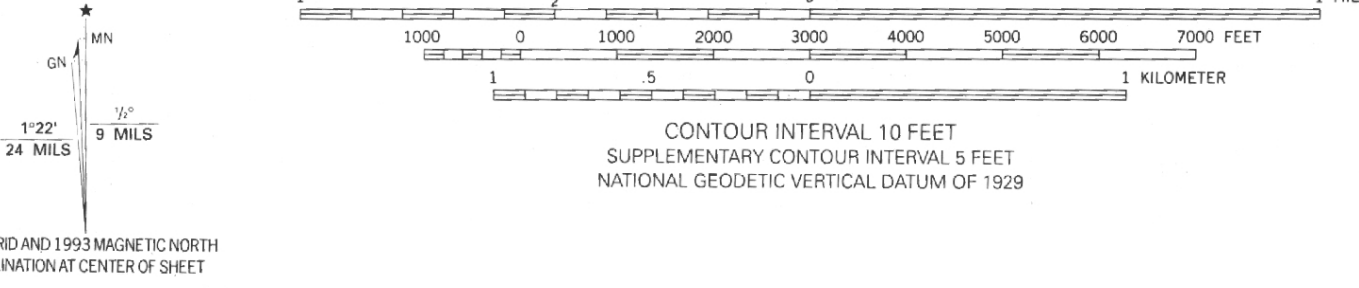 ★
MN
GN
1°22'
24 MILS
½°
9 MILS
RID AND 1993 MAGNETIC NORTH
INATION AT CENTER OF SHEET
1000 0 1000 2000 3000 4000 5000 6000 7000 FEET
1 .5 0 1 KILOMETER
CONTOUR INTERVAL 10 FEET
SUPPLEMENTARY CONTOUR INTERVAL 5 FEET
NATIONAL GEODETIC VERTICAL DATUM OF 1929